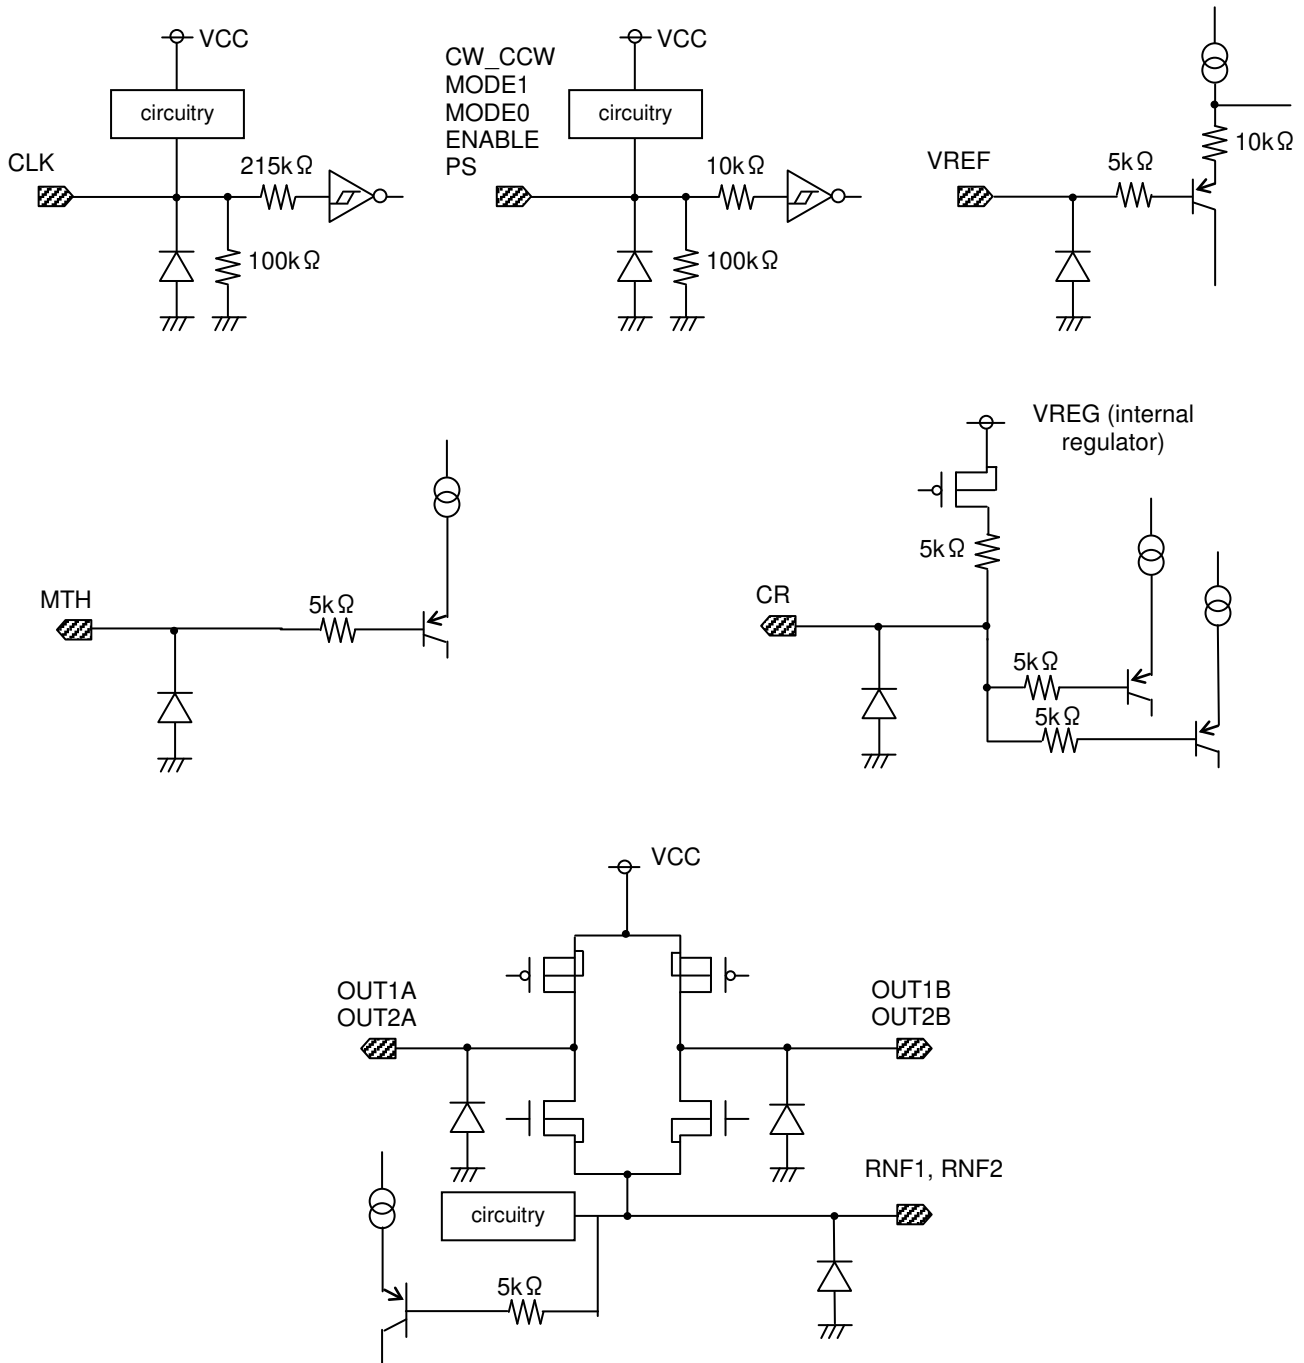 VCC
circuitry
CLK
215kΩ
100kΩ
VCC
CW_CCW
MODE1
MODE0
ENABLE
PS
circuitry
10kΩ
100kΩ
VREF
5kΩ
10kΩ
MTH
5kΩ
VREG (internal
regulator)
5kΩ
CR
5kΩ
5kΩ
VCC
OUT1A
OUT2A
OUT1B
OUT2B
RNF1, RNF2
circuitry
5kΩ